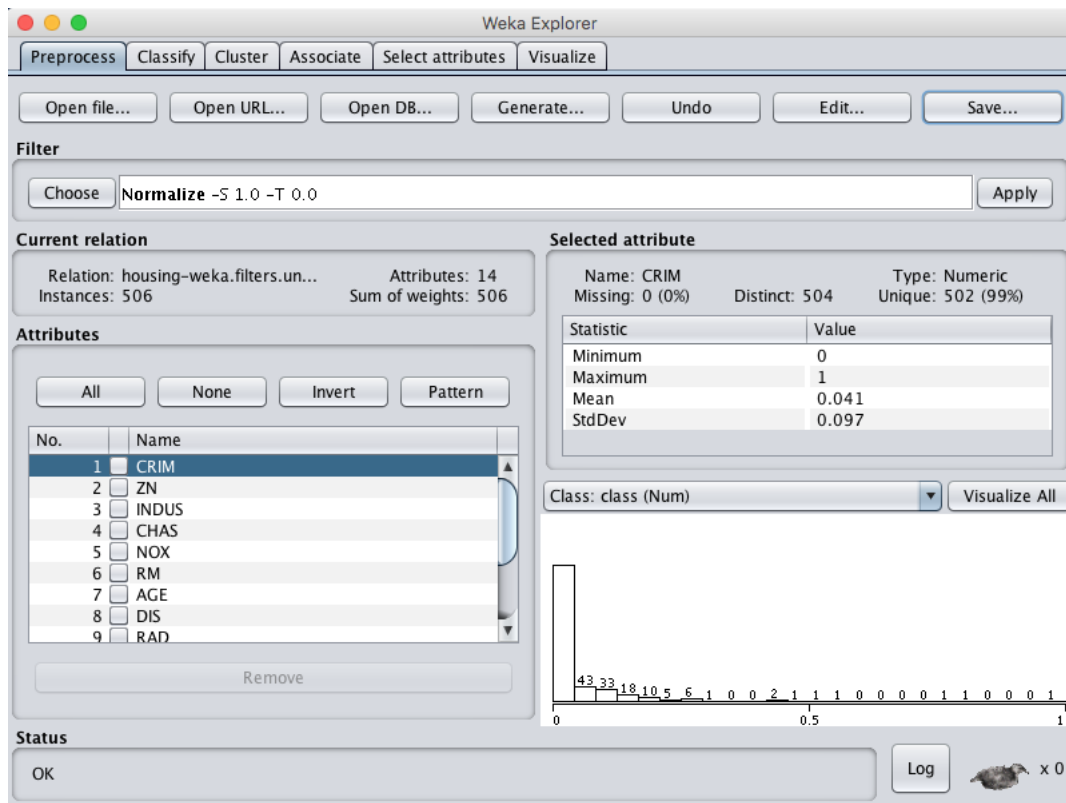 Weka Explorer
Preprocess Classify Cluster Associate Select attributes Visualize
Open file... Open URL... Open DB... Generate... Undo Edit... Save...
Filter
Choose Normalize -S 1.0 -T 0.0 Apply
Current relation
Relation: housing-weka.filters.un... Attributes: 14
Instances: 506 Sum of weights: 506
Attributes
All None Invert Pattern
No. Name
1 CRIM
2 ZN
3 INDUS
4 CHAS
5 NOX
6 RM
7 AGE
8 DIS
9 RAD
Remove
Selected attribute
Name: CRIM Type: Numeric
Missing: 0 (0%) Distinct: 504 Unique: 502 (99%)
Statistic Value
Minimum 0
Maximum 1
Mean 0.041
StdDev 0.097
Class: class (Num) Visualize All
43 33 18 10 5 6 1 0 0 2 1 1 1 0 0 0 0 1 1 0 0 0 1
0 0.5 1
Status
OK
Log x 0